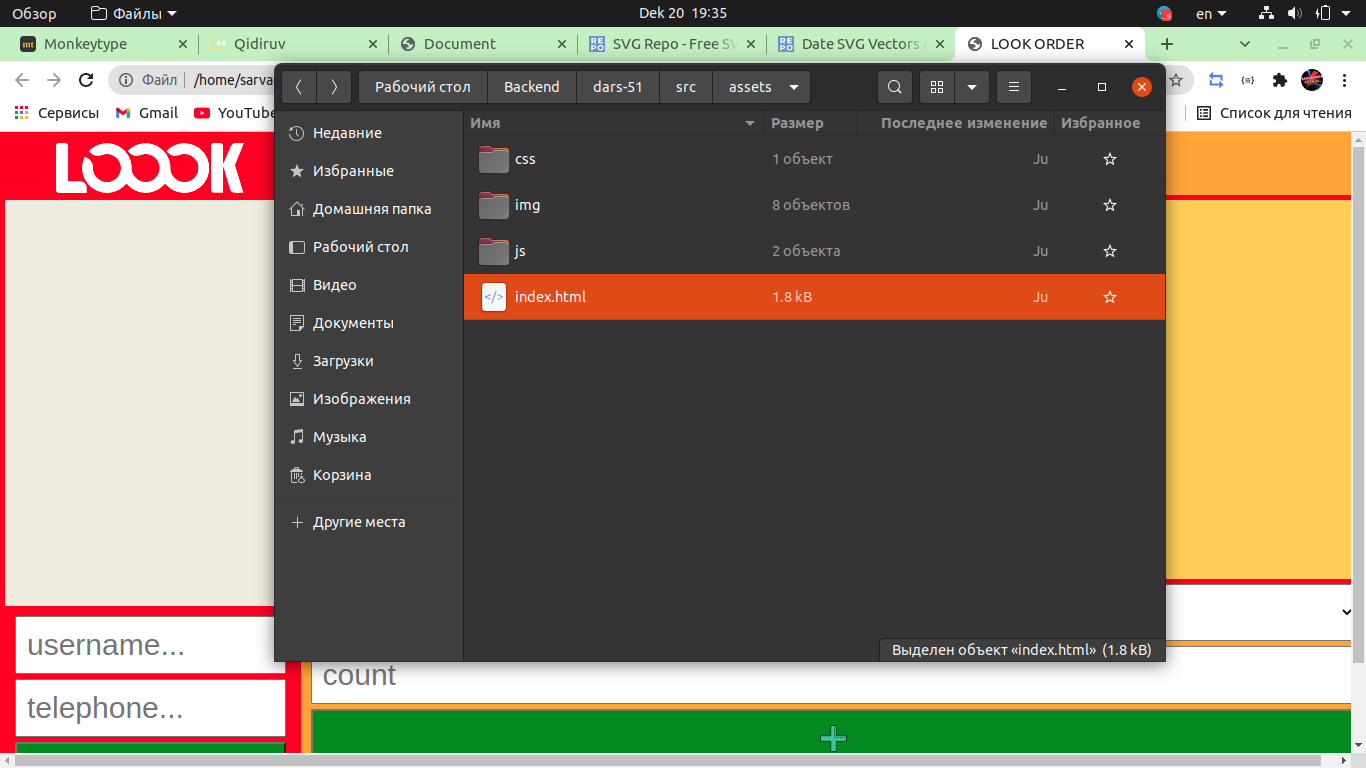 Обзор Файлы Dek 20 19:35 en
Monkeytype Qidiruv Document SVG Repo - Free SV Date SVG Vectors a LOOK ORDER
Файл /home/sarva
Сервисы Gmail YouTube Список для чтения
LOOOK
username...
telephone...
count
Рабочий стол Backend dars-51 src assets
Недавние
Избранные
Домашняя папка
Рабочий стол
Видео
Документы
Загрузки
Изображения
Музыка
Корзина
Другие места
Имя Размер Последнее изменение Избранное
css 1 объект Ju
img 8 объектов Ju
js 2 объекта Ju
index.html 1.8 kB Ju
Выделен объект «index.html» (1.8 kB)